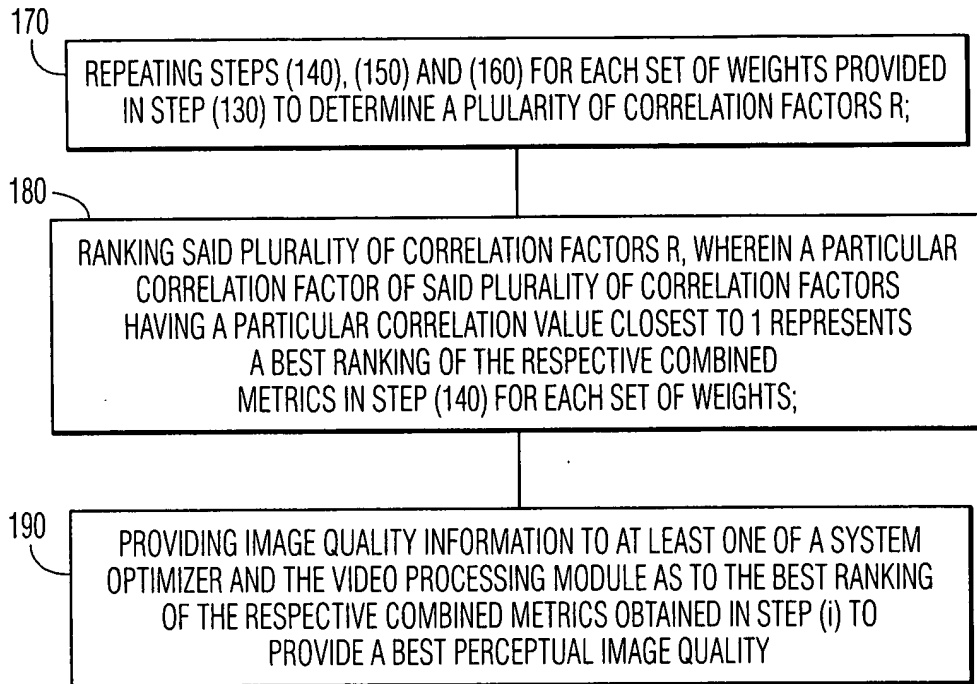 170
REPEATING STEPS (140), (150) AND (160) FOR EACH SET OF WEIGHTS PROVIDED
IN STEP (130) TO DETERMINE A PLULARITY OF CORRELATION FACTORS R;
180
RANKING SAID PLURALITY OF CORRELATION FACTORS R, WHEREIN A PARTICULAR
CORRELATION FACTOR OF SAID PLURALITY OF CORRELATION FACTORS
HAVING A PARTICULAR CORRELATION VALUE CLOSEST TO 1 REPRESENTS
A BEST RANKING OF THE RESPECTIVE COMBINED
METRICS IN STEP (140) FOR EACH SET OF WEIGHTS;
190
PROVIDING IMAGE QUALITY INFORMATION TO AT LEAST ONE OF A SYSTEM
OPTIMIZER AND THE VIDEO PROCESSING MODULE AS TO THE BEST RANKING
OF THE RESPECTIVE COMBINED METRICS OBTAINED IN STEP (i) TO
PROVIDE A BEST PERCEPTUAL IMAGE QUALITY